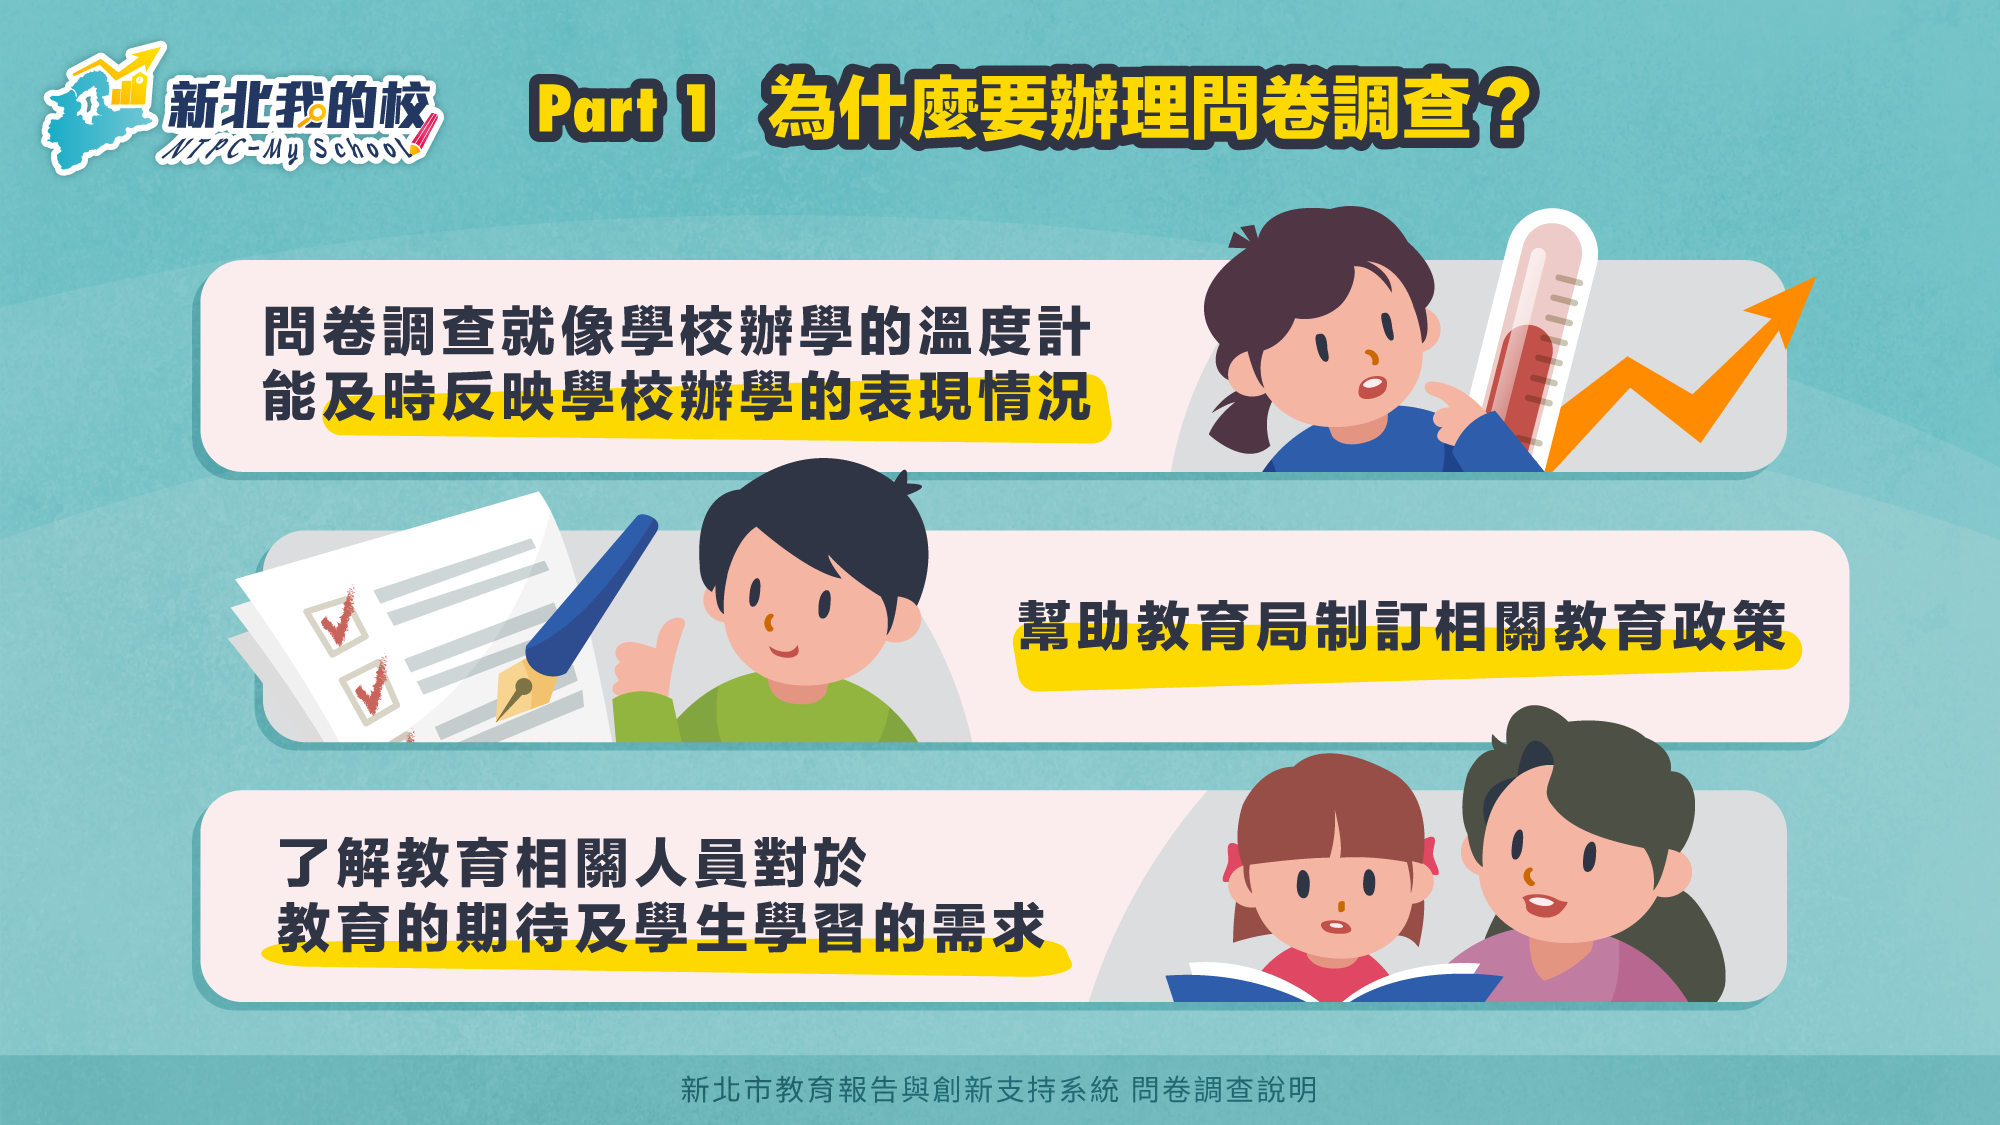 新北我的校
NTPC-My School
Part 1 為什麼要辦理問卷調查？
問卷調查就像學校辦學的溫度計
能及時反映學校辦學的表現情況
幫助教育局制訂相關教育政策
了解教育相關人員對於
教育的期待及學生學習的需求
新北市教育報告與創新支持系統 問卷調查說明